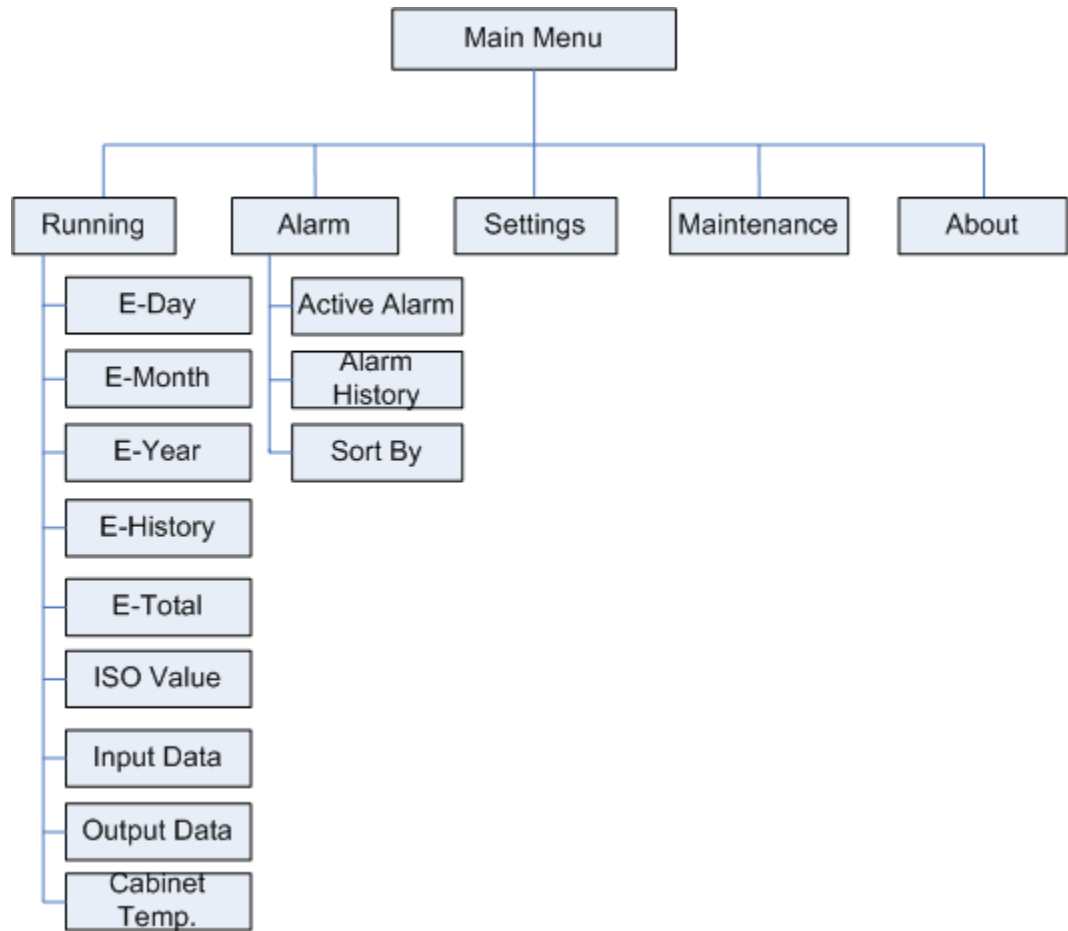 Main Menu
Running
Alarm
Settings
Maintenance
About
E-Day
E-Month
E-Year
E-History
E-Total
ISO Value
Input Data
Output Data
Cabinet
Temp.
Active Alarm
Alarm
History
Sort By